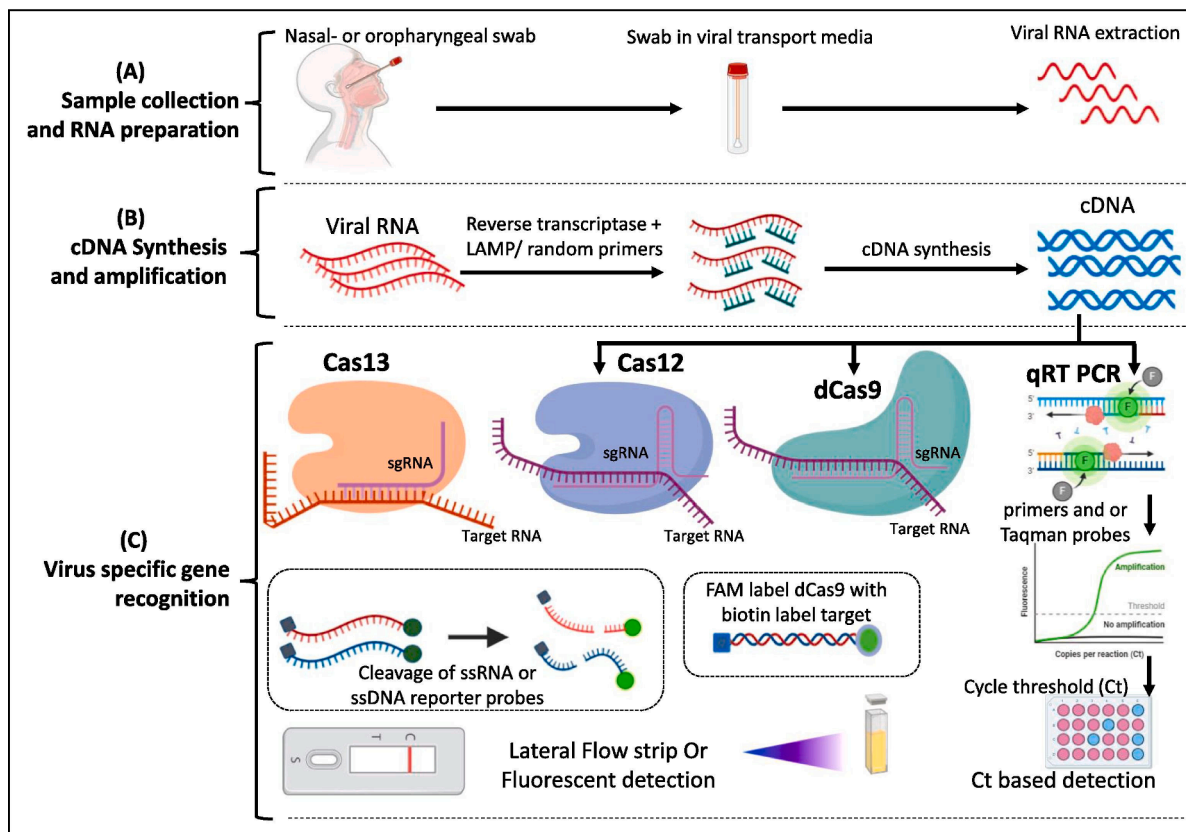 Nasal- or oropharyngeal swab
Swab in viral transport media
Viral RNA extraction
(A)
Sample collection
and RNA preparation
(B)
cDNA Synthesis
and amplification
Viral RNA
Reverse transcriptase +
LAMP/ random primers
cDNA synthesis
cDNA
(C)
Virus specific gene
recognition
Cas13
sgRNA
Target RNA
Cas12
sgRNA
Target RNA
dCas9
sgRNA
Target RNA
qRT PCR
F
5'
3'
F
5'
3'
F
F
primers and or
Taqman probes
Fluorescence
Amplification
Threshold
No amplification
Copies per reaction (Ct)
Cleavage of ssRNA or
ssDNA reporter probes
FAM label dCas9 with
biotin label target
Cycle threshold (Ct)
S
T
C
Lateral Flow strip Or
Fluorescent detection
Ct based detection